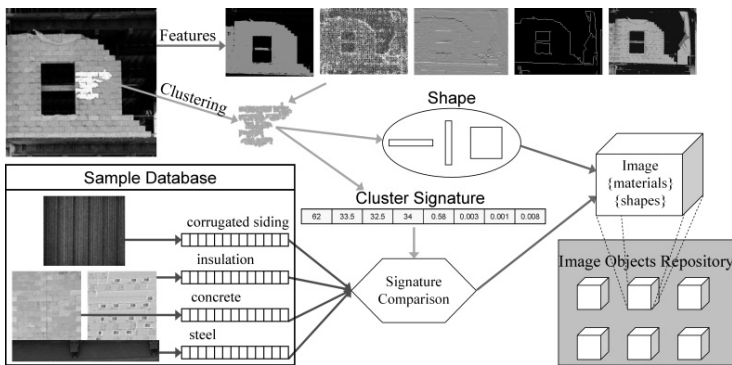 Features
Clustering
Shape
Image
{materials}
{shapes}
Sample Database
Cluster Signature
corrugated siding
62 33.5 32.5 34 0.58 0.003 0.001 0.008
insulation
Image Objects Repository
Signature
Comparison
concrete
steel